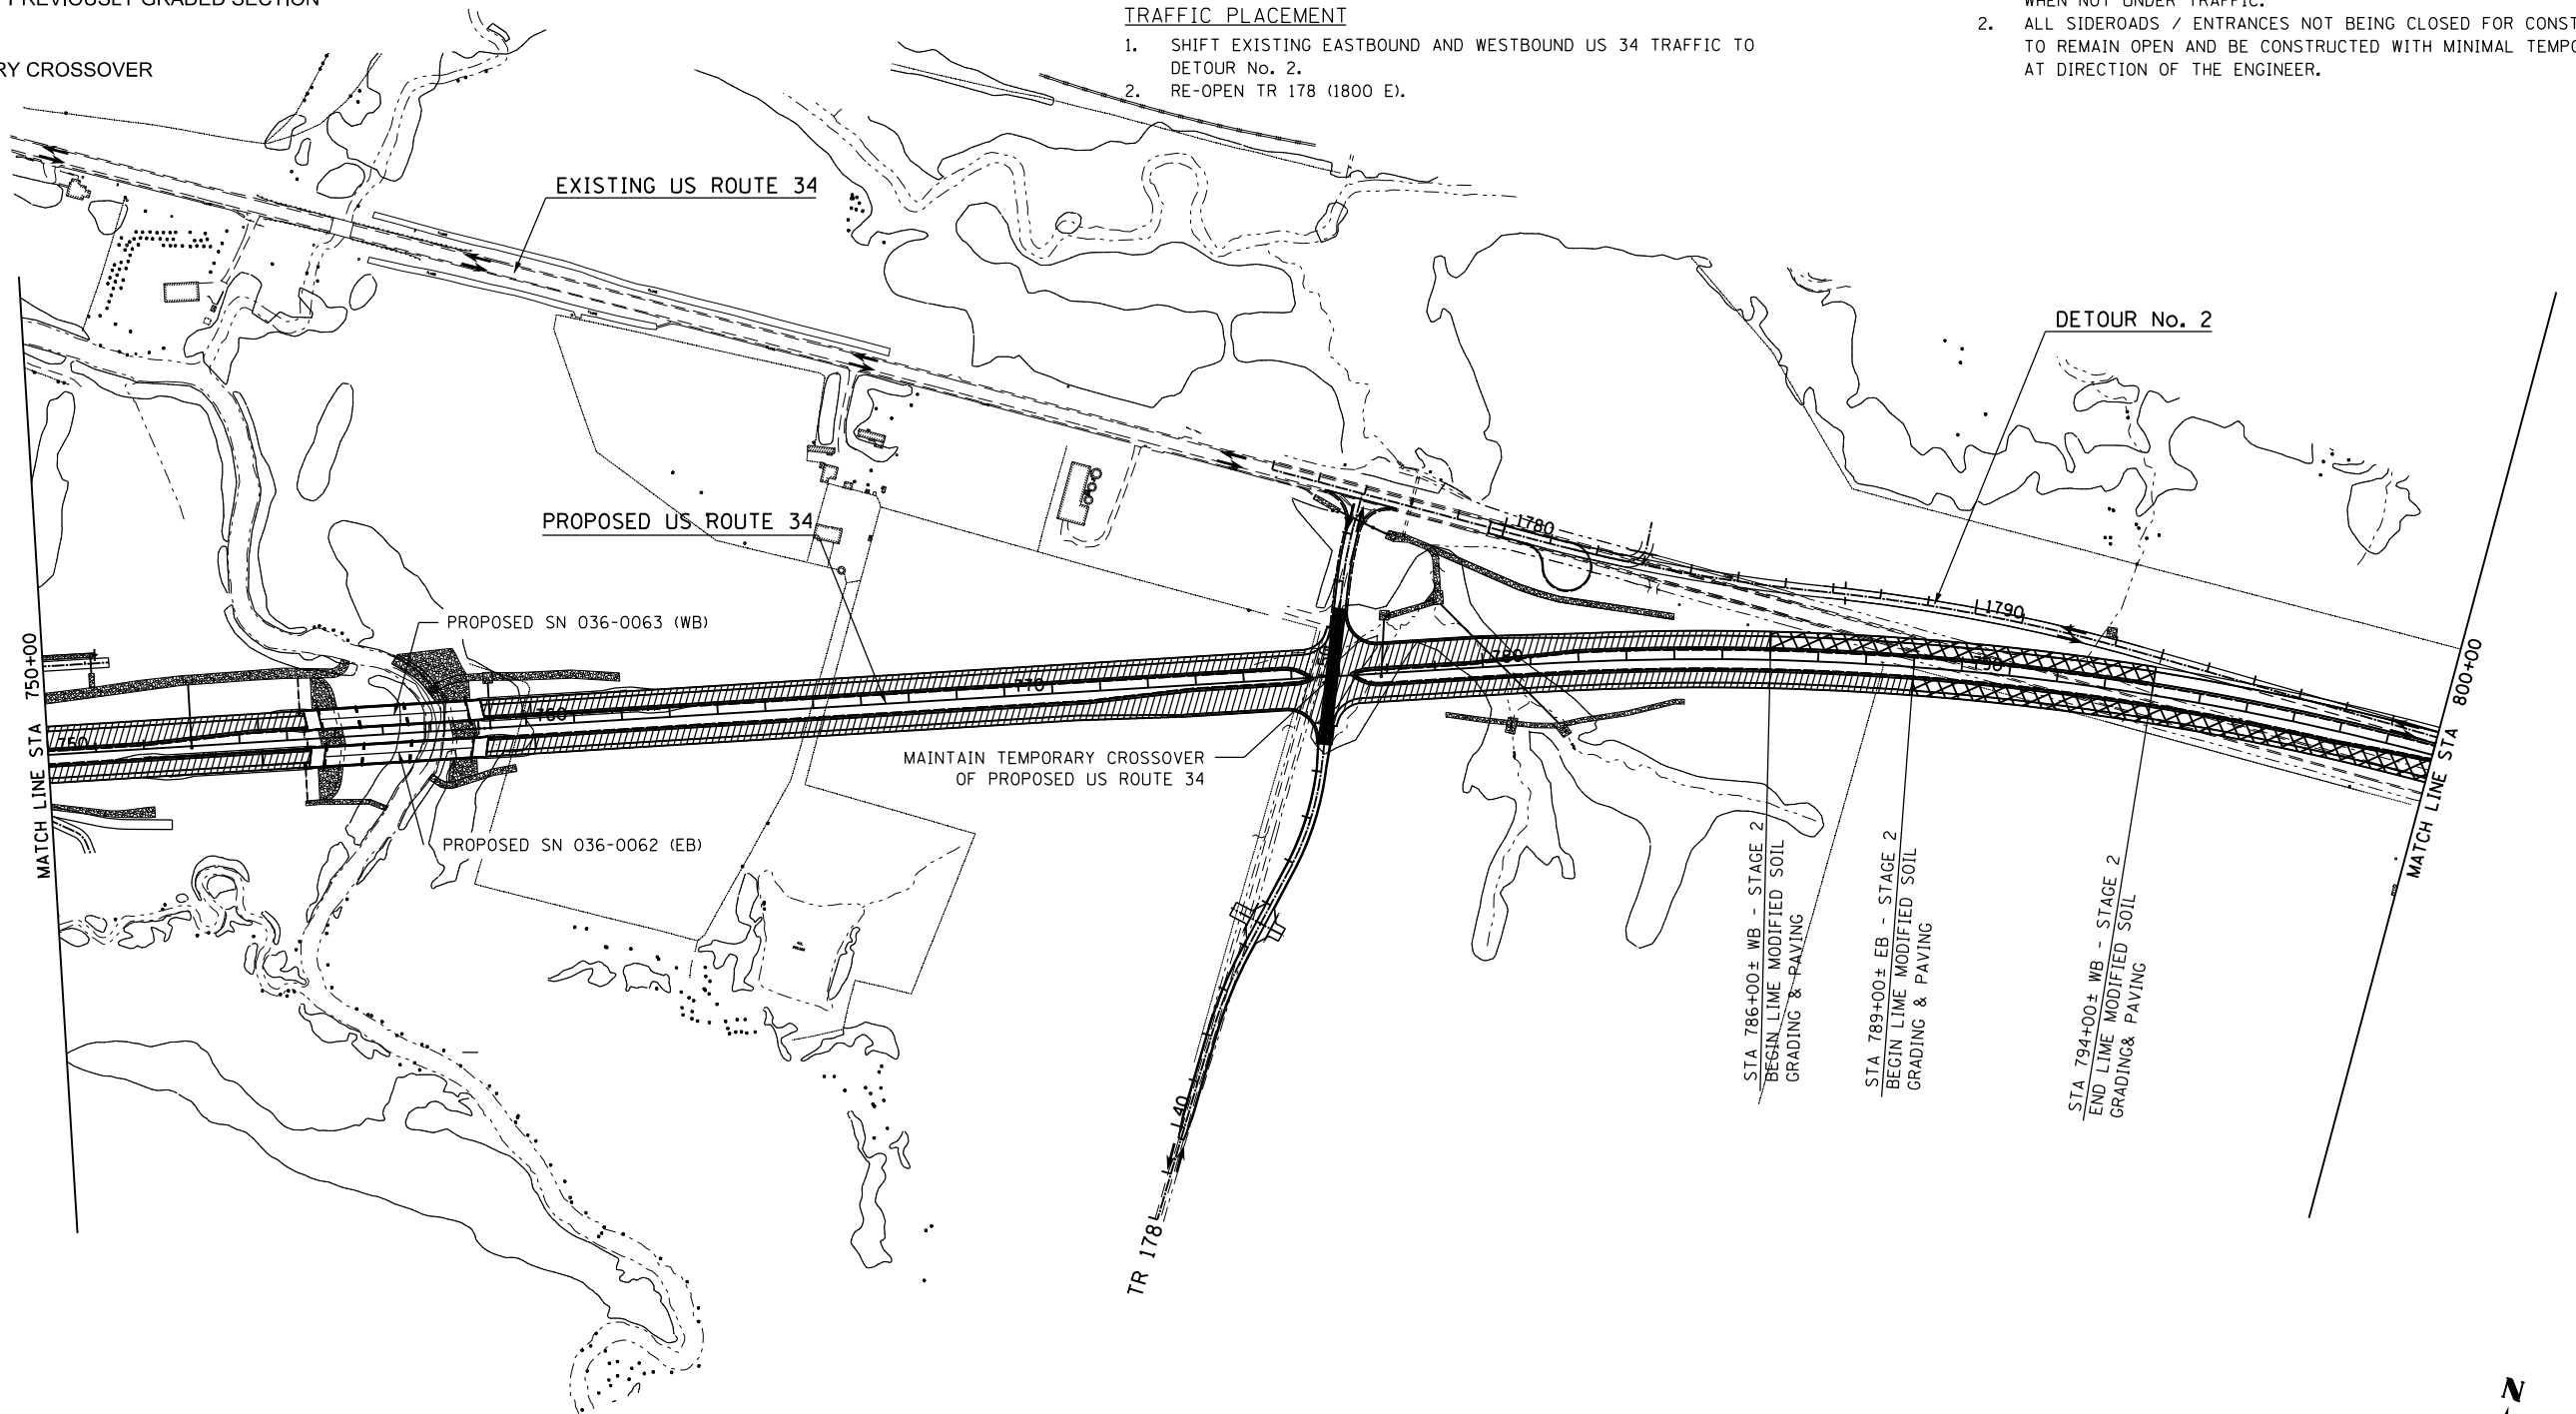 PREVIOUSLY GRADED SECTION
RY CROSSOVER
TRAFFIC PLACEMENT
1. SHIFT EXISTING EASTBOUND AND WESTBOUND US 34 TRAFFIC TO
DETOUR No. 2.
2. RE-OPEN TR 178 (1800 E).
WHEN NOT UNDER TRAFFIC.
2. ALL SIDEROADS / ENTRANCES NOT BEING CLOSED FOR CONST
TO REMAIN OPEN AND BE CONSTRUCTED WITH MINIMAL TEMPO
AT DIRECTION OF THE ENGINEER.
EXISTING US ROUTE 34
DETOUR No. 2
PROPOSED US ROUTE 34
1780
1790
PROPOSED SN 036-0063 (WB)
MATCH LINE STA 750+00
750
760
770
780
790
MAINTAIN TEMPORARY CROSSOVER
OF PROPOSED US ROUTE 34
PROPOSED SN 036-0062 (EB)
MATCH LINE STA 800+00
STA 786+00± WB - STAGE 2
BEGIN LIME MODIFIED SOIL
GRADING & PAVING
STA 789+00± EB - STAGE 2
BEGIN LIME MODIFIED SOIL
GRADING & PAVING
STA 794+00± WB - STAGE 2
END LIME MODIFIED SOIL
GRADING& PAVING
40
TR 178
N